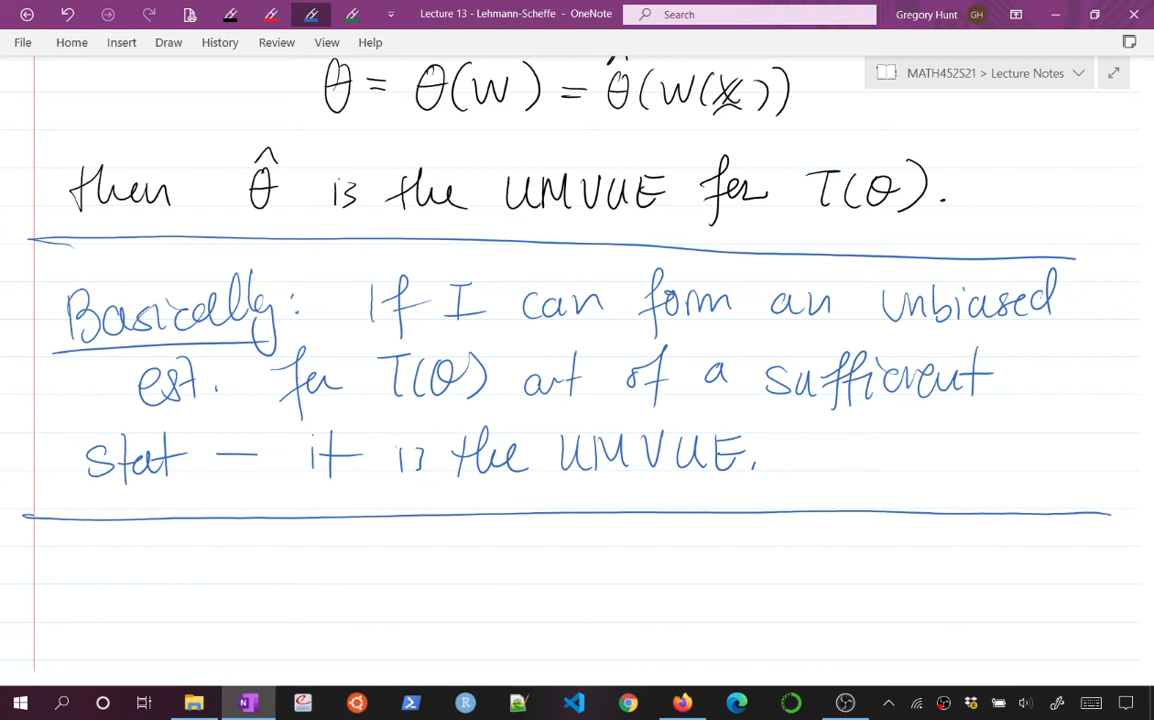 Lecture 13 - Lehmann-Scheffe - OneNote
Search
Gregory Hunt
GH
File Home Insert Draw History Review View Help
MATH452S21 > Lecture Notes
θ̂ = θ̂(W) = θ̂(W(X))
then θ̂ is the UMVUE for T(θ).
Basically: If I can form an unbiased
est. for T(θ) out of a sufficient
stat — it is the UMVUE.